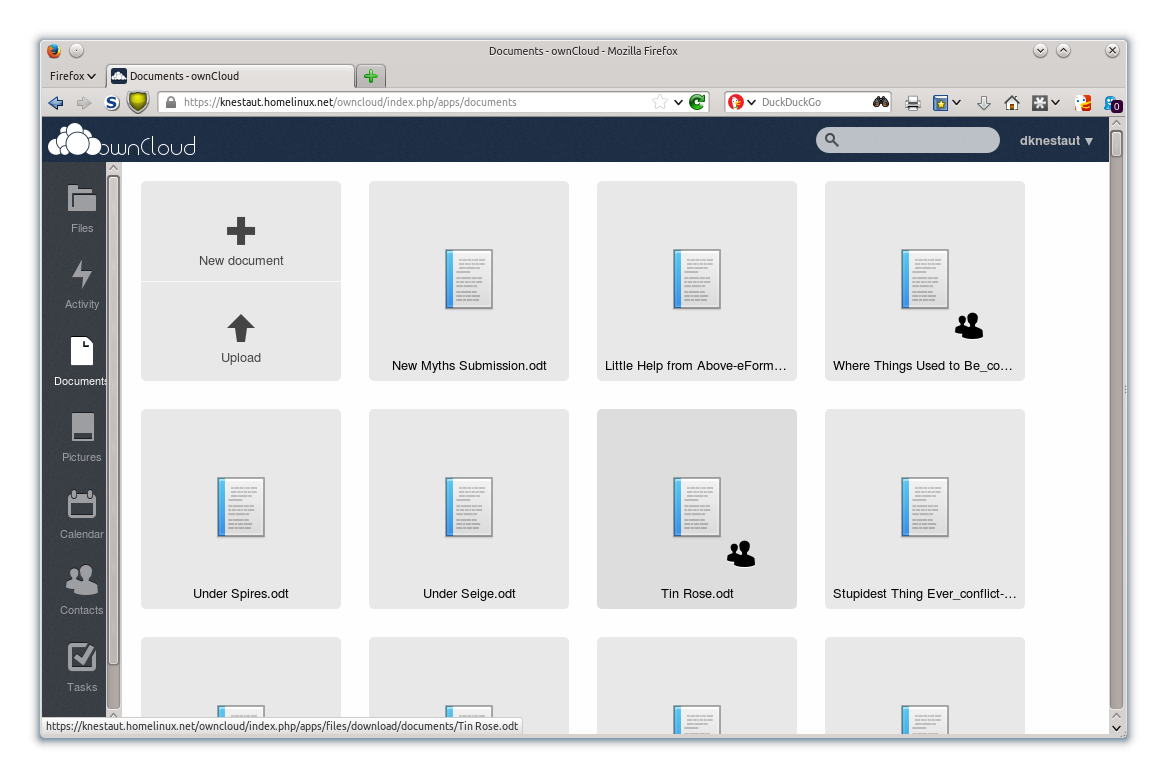 Documents - ownCloud - Mozilla Firefox
Firefox
Documents - ownCloud
https://knestaut.homelinux.net/owncloud/index.php/apps/documents
DuckDuckGo
0
ownCloud
dknestaut
Files
Activity
Documents
Pictures
Calendar
Contacts
Tasks
New document
Upload
New Myths Submission.odt
Little Help from Above-eForm...
Where Things Used to Be_co...
Under Spires.odt
Under Seige.odt
Tin Rose.odt
Stupidest Thing Ever_conflict-...
https://knestaut.homelinux.net/owncloud/index.php/apps/files/download/documents/Tin Rose.odt